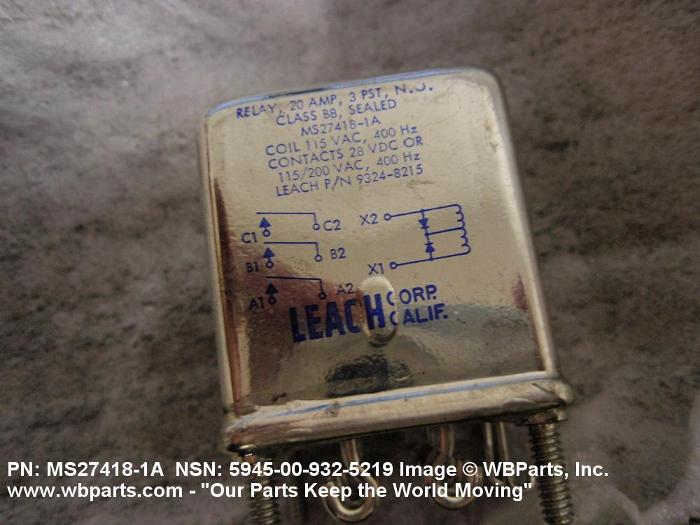 RELAY, 20 AMP, 3 PST, N.O.
CLASS BB, SEALED
MS27418-1A
COIL 115 VAC, 400 Hz
CONTACTS 28 VDC OR
115/200 VAC, 400 Hz
LEACH P/N 9324-8215
C1 C2 X2
B1 B2
X1
A1 A2
LEACH CORP.
CALIF.
PN: MS27418-1A NSN: 5945-00-932-5219 Image © WBParts, Inc.
www.wbparts.com - "Our Parts Keep the World Moving"